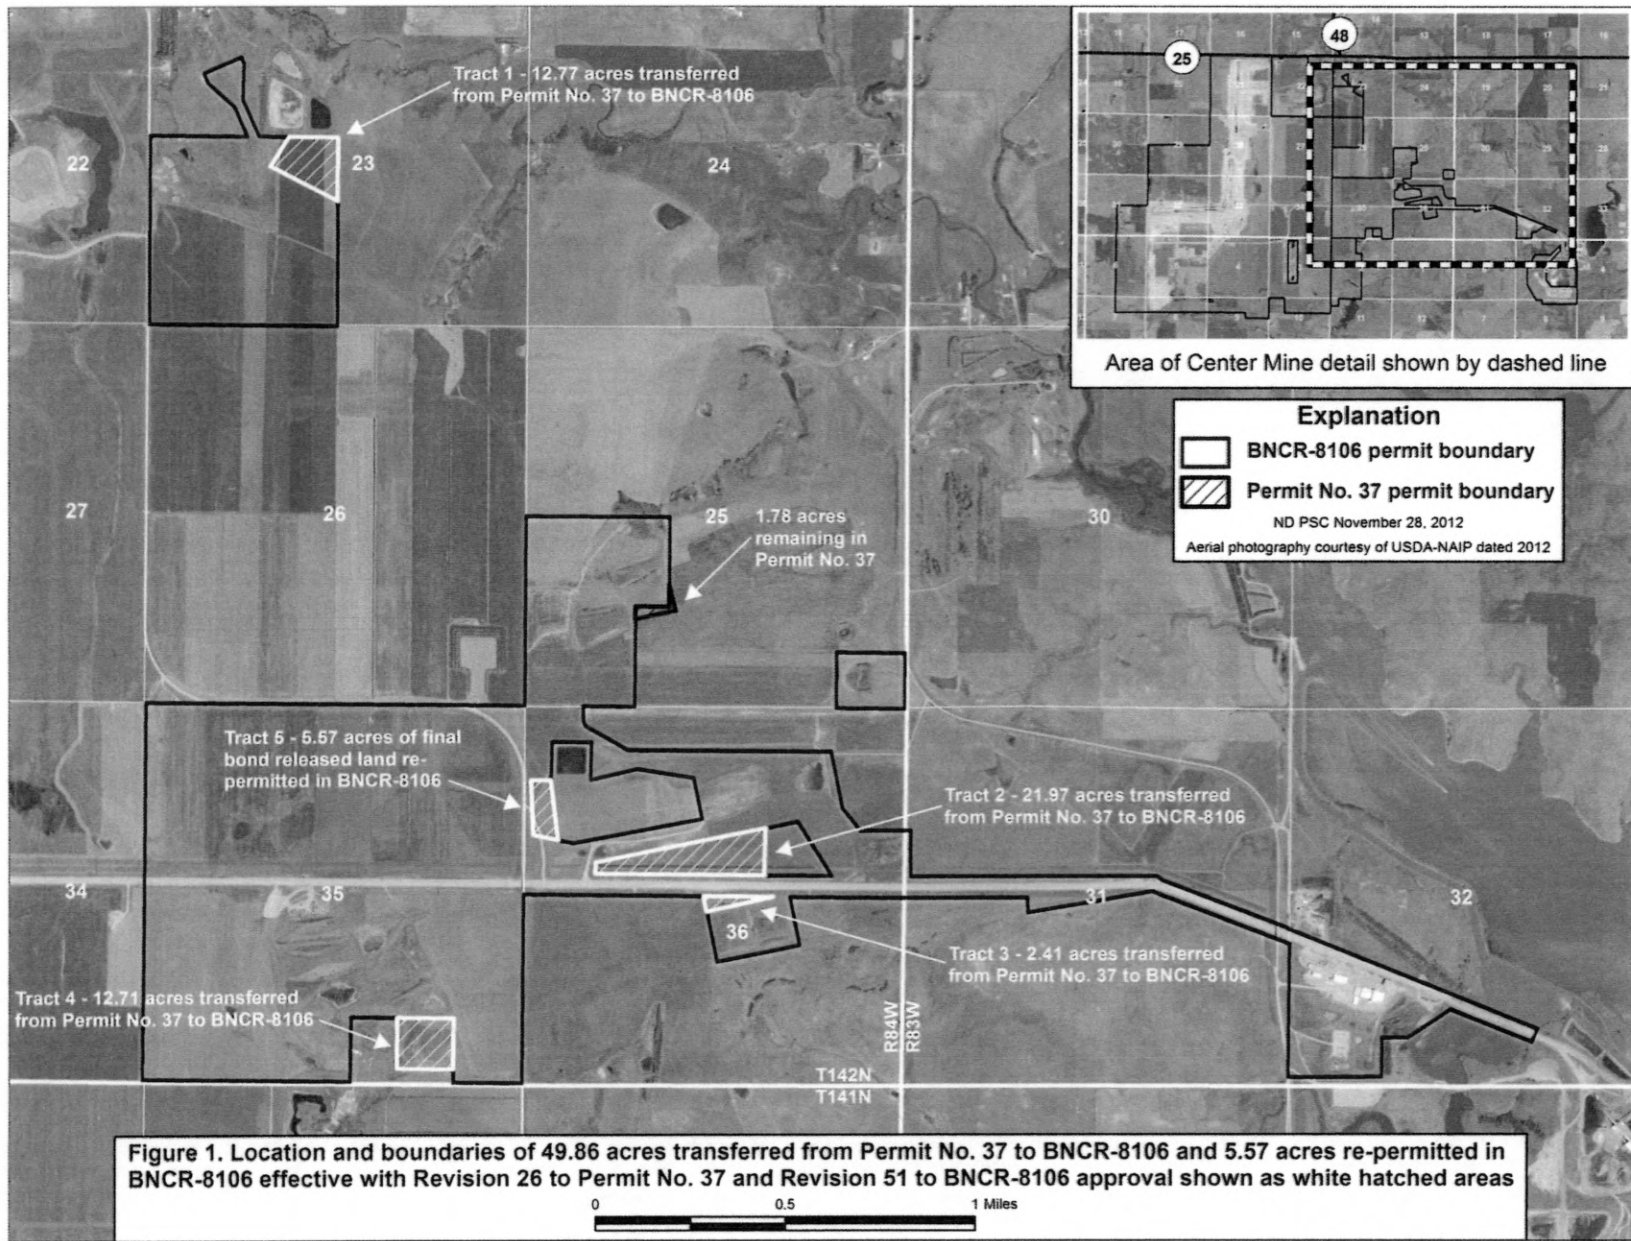 Tract 1 - 12.77 acres transferred
from Permit No. 37 to BNCR-8106
22
23
24
48
25
Area of Center Mine detail shown by dashed line
Explanation
BNCR-8106 permit boundary
Permit No. 37 permit boundary
ND PSC November 28, 2012
Aerial photography courtesy of USDA-NAIP dated 2012
27
26
25
30
1.78 acres
remaining in
Permit No. 37
Tract 5 - 5.57 acres of final
bond released land re-
permitted in BNCR-8106
Tract 2 - 21.97 acres transferred
from Permit No. 37 to BNCR-8106
34
35
36
31
32
Tract 3 - 2.41 acres transferred
from Permit No. 37 to BNCR-8106
Tract 4 - 12.71 acres transferred
from Permit No. 37 to BNCR-8106
R84W
R83W
T142N
T141N
Figure 1. Location and boundaries of 49.86 acres transferred from Permit No. 37 to BNCR-8106 and 5.57 acres re-permitted in
BNCR-8106 effective with Revision 26 to Permit No. 37 and Revision 51 to BNCR-8106 approval shown as white hatched areas
0 0.5 1 Miles